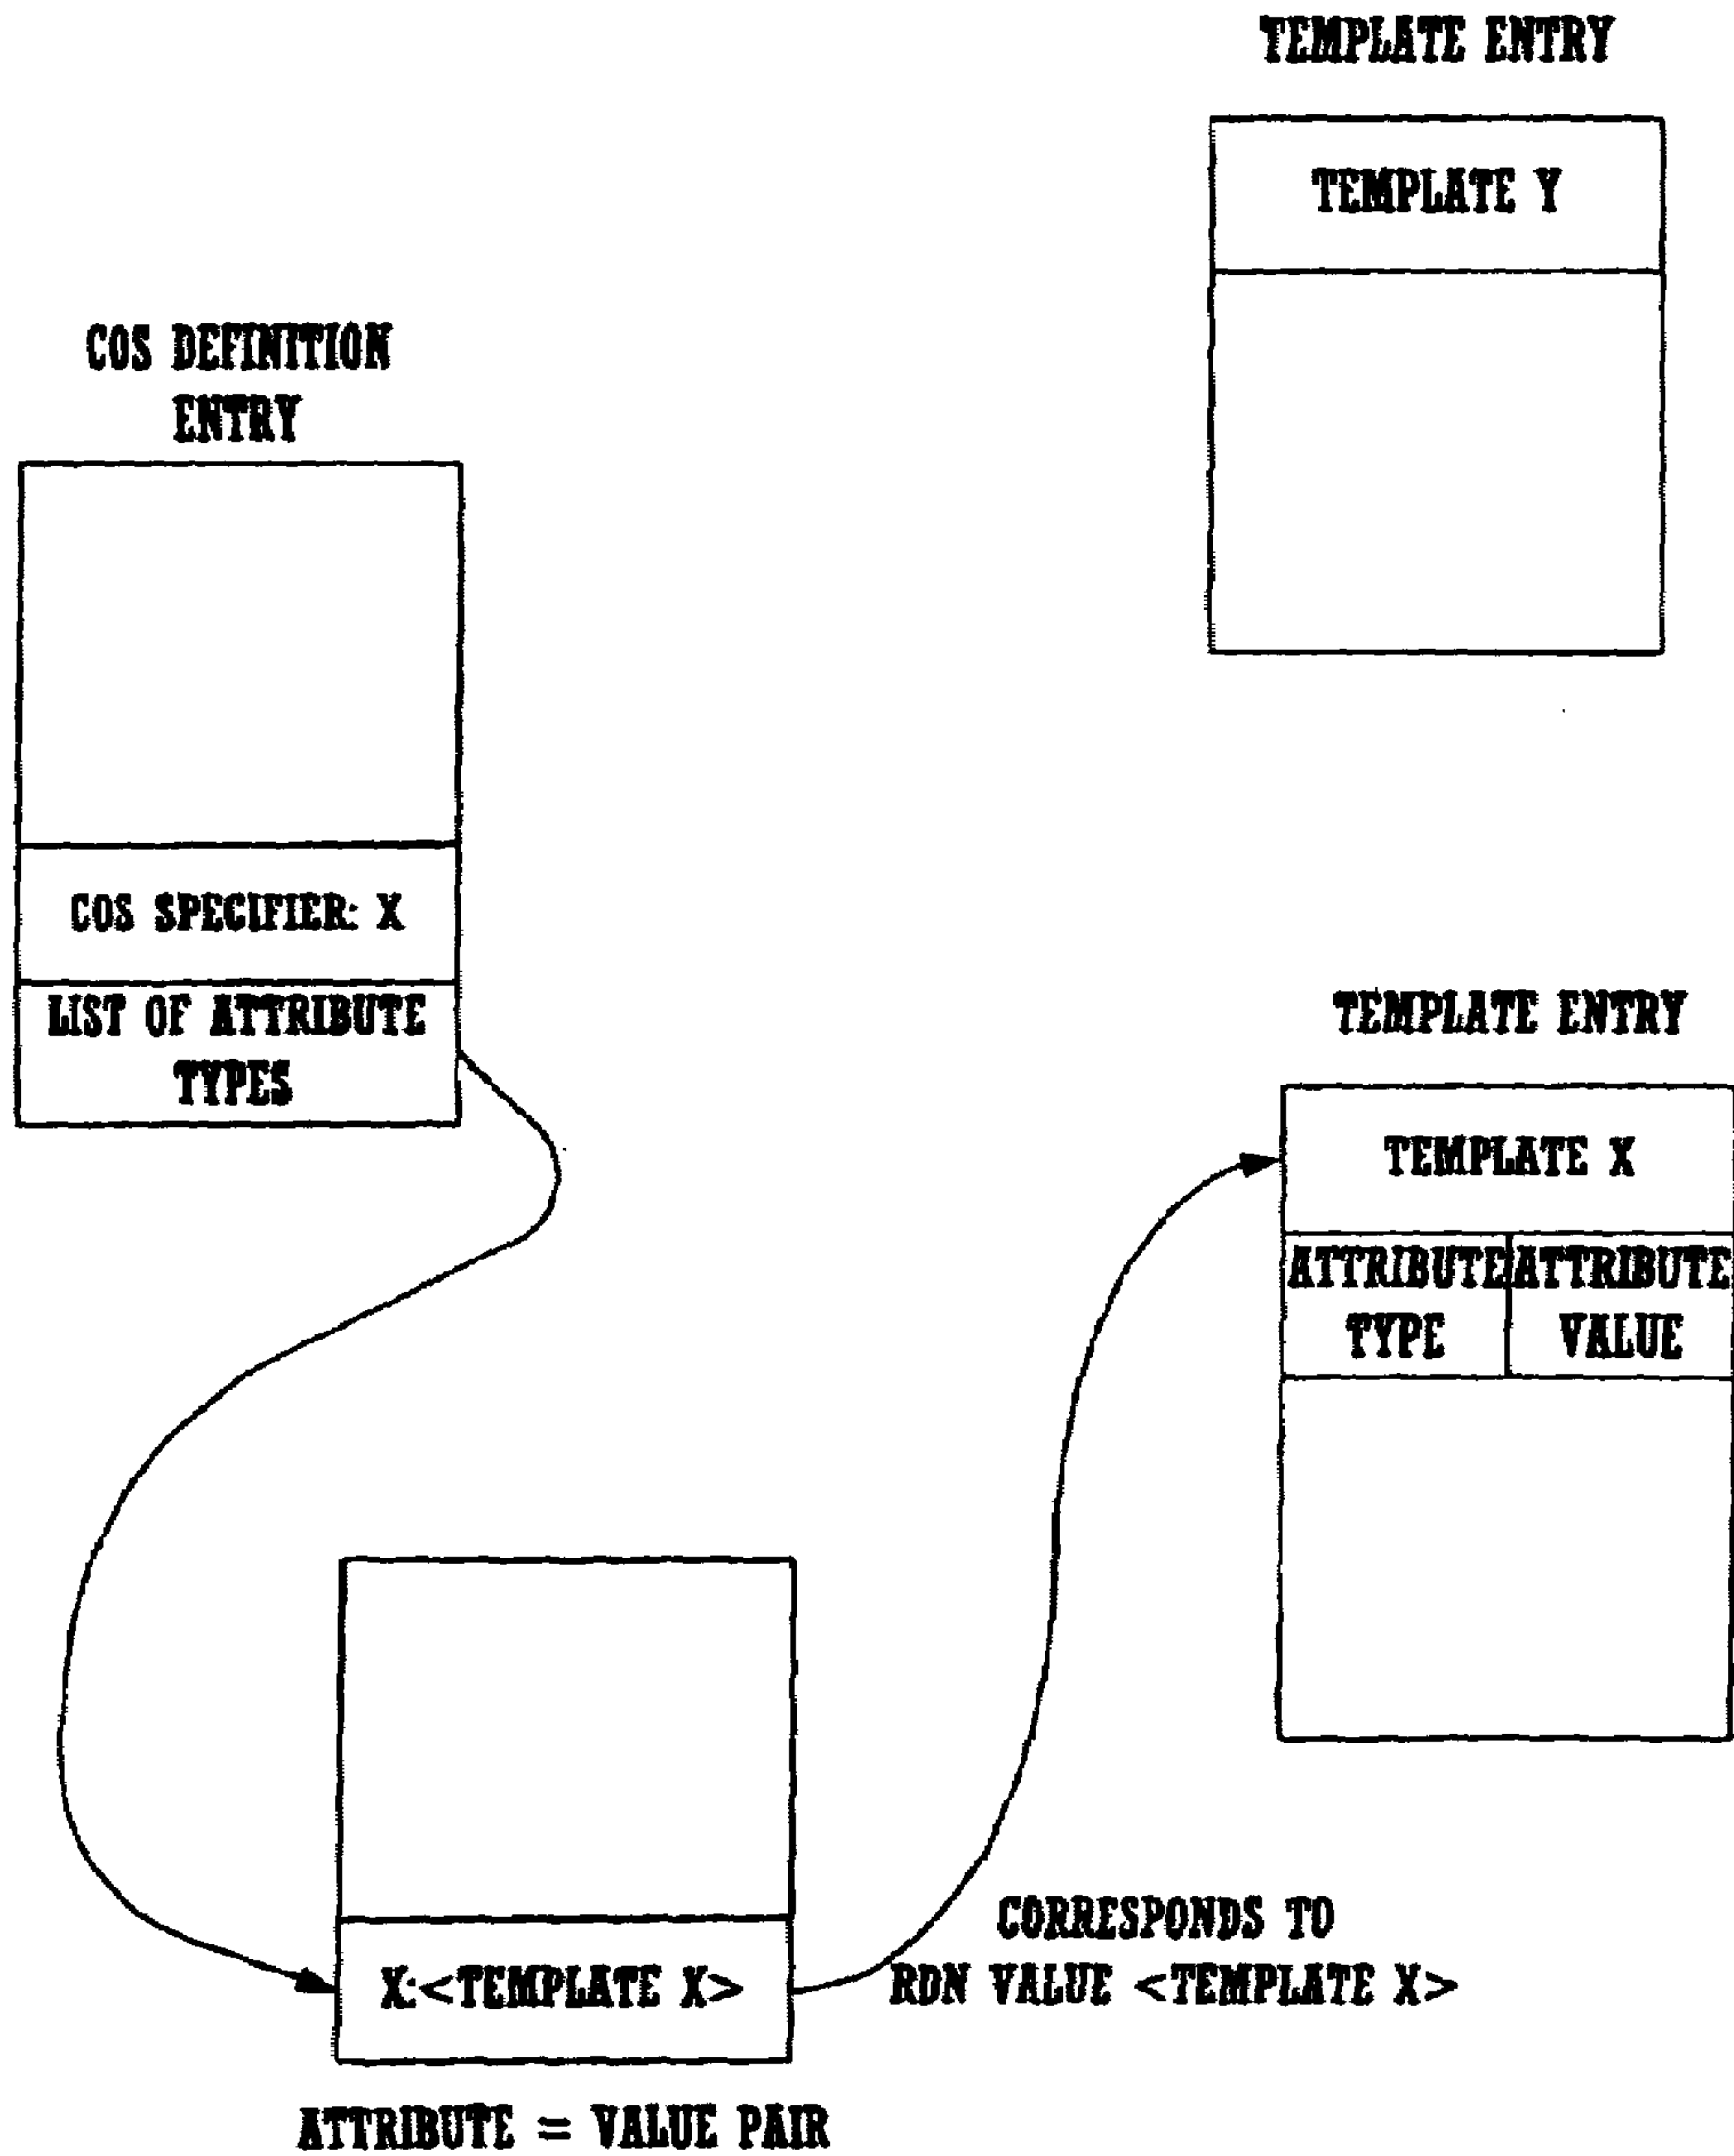 TEMPLATE ENTRY
TEMPLATE Y
COS DEFINITION
ENTRY
COS SPECIFIER: X
LIST OF ATTRIBUTE
TYPES
TEMPLATE ENTRY
TEMPLATE X
ATTRIBUTE ATTRIBUTE
TYPE VALUE
CORRESPONDS TO
RDN VALUE <TEMPLATE X>
X:<TEMPLATE X>
ATTRIBUTE = VALUE PAIR